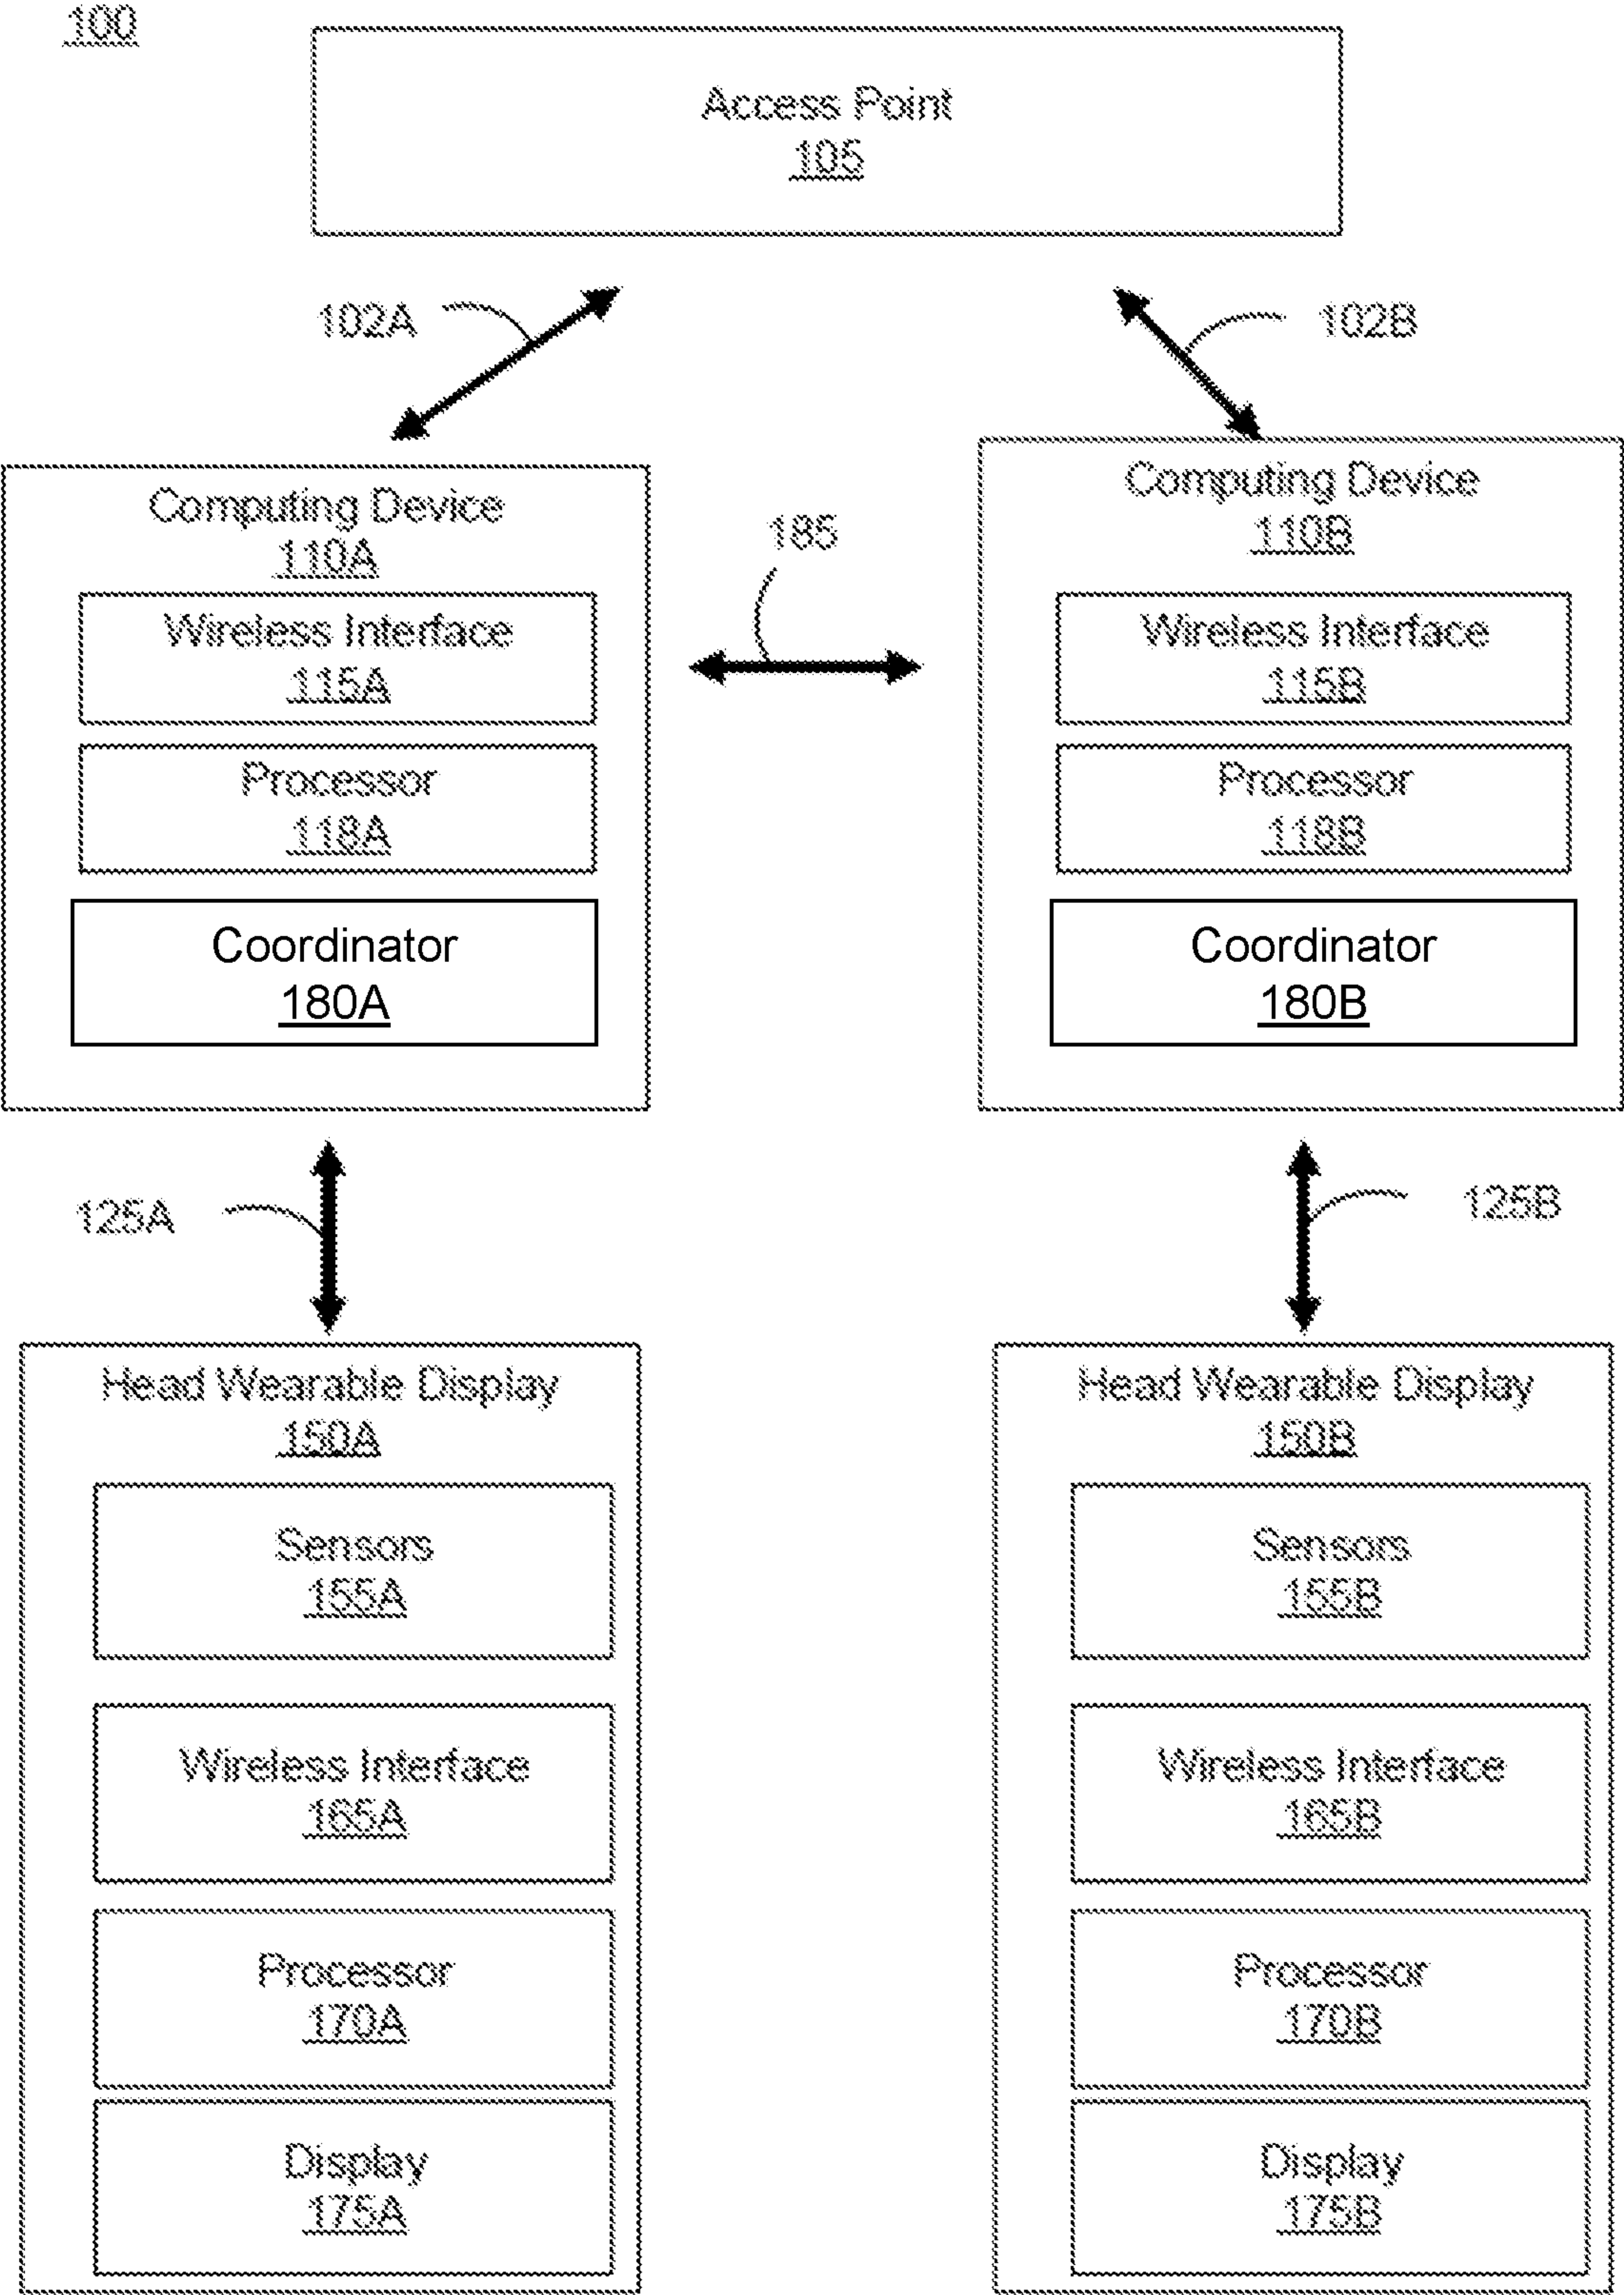 100
Access Point
105
102A
102B
Computing Device
110A
Wireless Interface
115A
Processor
118A
Coordinator
180A
185
Computing Device
110B
Wireless Interface
115B
Processor
118B
Coordinator
180B
125A
125B
Head Wearable Display
150A
Sensors
155A
Wireless Interface
165A
Processor
170A
Display
175A
Head Wearable Display
150B
Sensors
155B
Wireless Interface
165B
Processor
170B
Display
175B